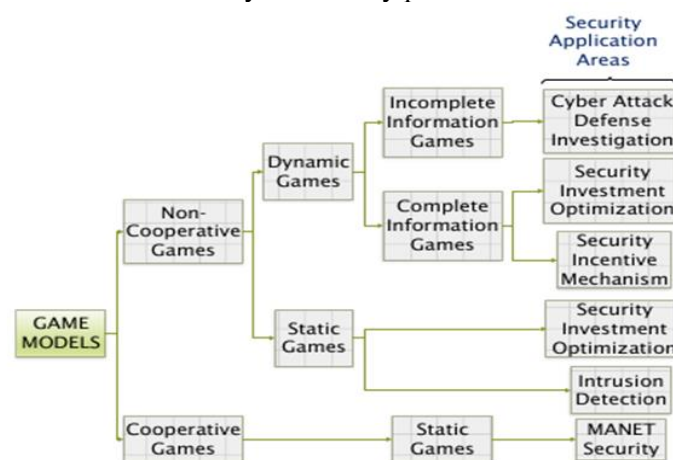 Security
Application
Areas
Incomplete
Information
Games
Cyber Attack
Defense
Investigation
Dynamic
Games
Security
Investment
Optimization
Complete
Information
Games
Non-
Cooperative
Games
Security
Incentive
Mechanism
GAME
MODELS
Static
Games
Security
Investment
Optimization
Intrusion
Detection
Cooperative
Games
Static
Games
MANET
Security